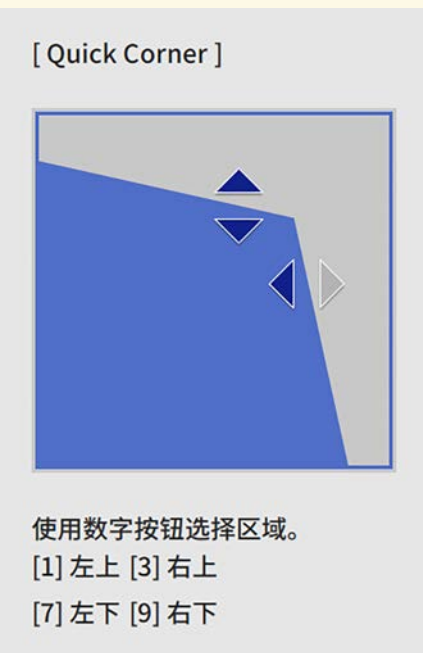 [ Quick Corner ]
使用数字按钮选择区域。
[1] 左上 [3] 右上
[7] 左下 [9] 右下